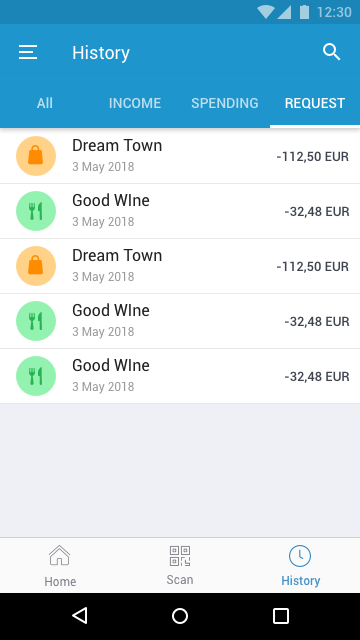 12:30
History
All
INCOME
SPENDING
REQUEST
Dream Town
3 May 2018
-112,50 EUR
Good WIne
3 May 2018
-32,48 EUR
Dream Town
3 May 2018
-112,50 EUR
Good WIne
3 May 2018
-32,48 EUR
Good WIne
3 May 2018
-32,48 EUR
Home
Scan
History